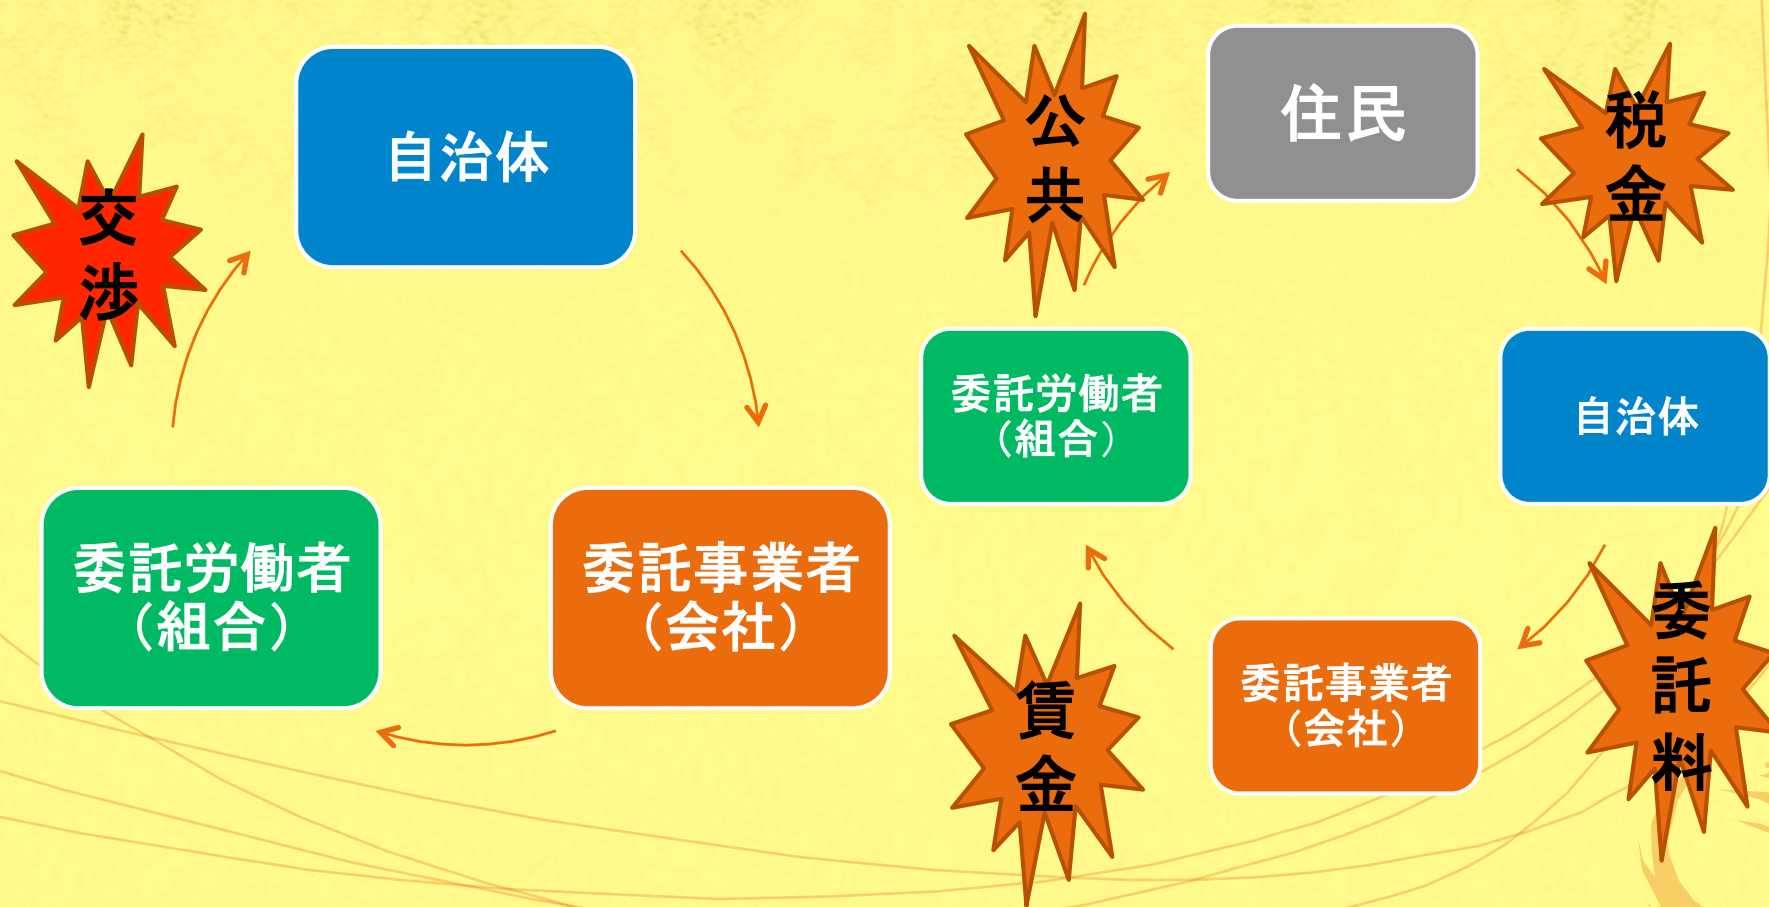 自治体
交
渉
委託労働者
（組合）
委託事業者
（会社）
公
共
住民
税
金
委託労働者
（組合）
自治体
賃
金
委託事業者
（会社）
委
託
料